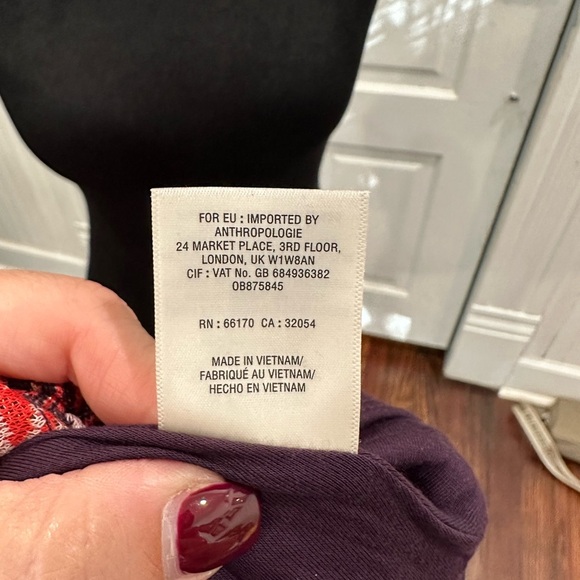 FOR EU : IMPORTED BY
ANTHROPOLOGIE
24 MARKET PLACE, 3RD FLOOR,
LONDON, UK W1W8AN
CIF : VAT No. GB 684936382
0B875845
RN : 66170 CA : 32054
MADE IN VIETNAM/
FABRIQUÉ AU VIETNAM/
HECHO EN VIETNAM